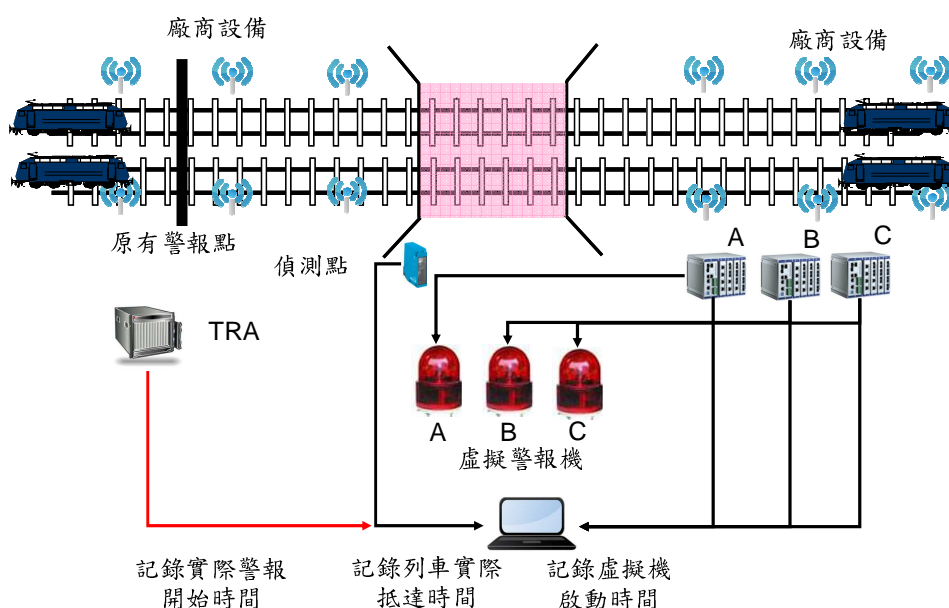 廠商設備
廠商設備
原有警報點
偵測點
A
B
C
TRA
A
B
C
虛擬警報機
記錄實際警報
開始時間
記錄列車實際
抵達時間
記錄虛擬機
啟動時間